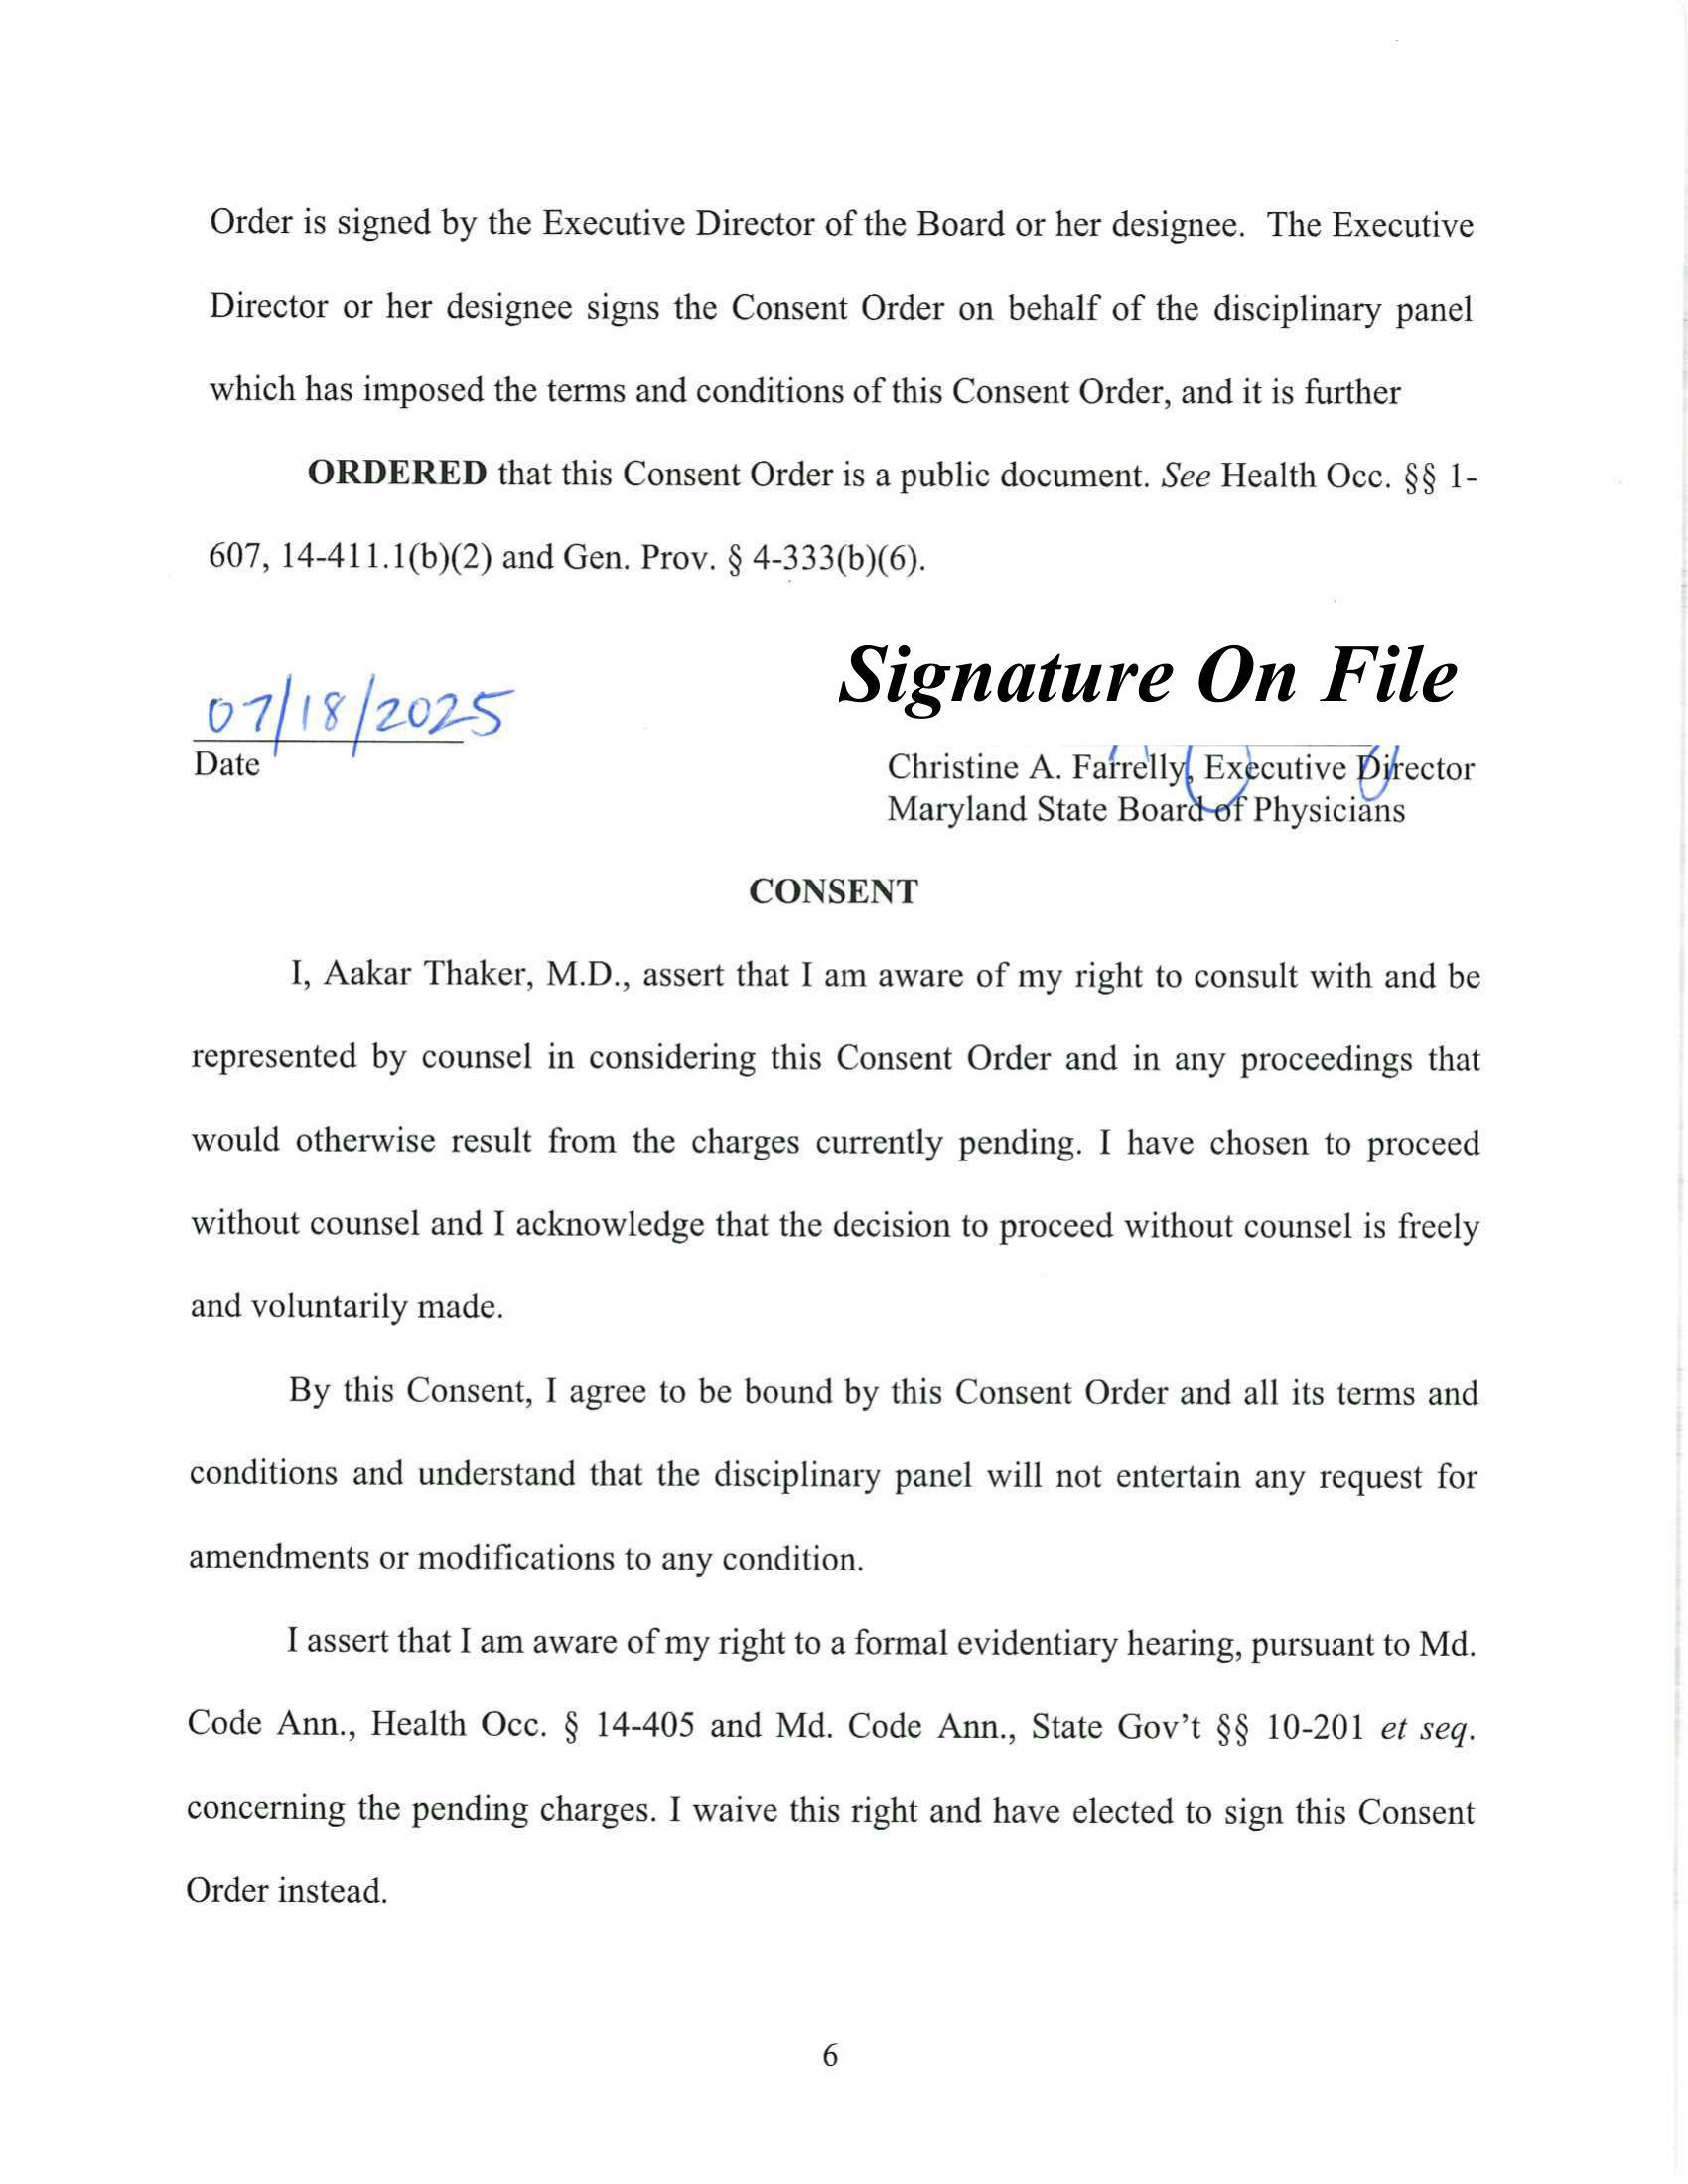 Order is signed by the Executive Director of the Board or her designee. The Executive
Director or her designee signs the Consent Order on behalf of the disciplinary panel
which has imposed the terms and conditions of this Consent Order, and it is further
ORDERED that this Consent Order is a public document. See Health Occ. §§ 1-
607, 14-411.1(b)(2) and Gen. Prov. § 4-333(b)(6).
Signature On File
07/18/2025
Date
Christine A. Farrelly, Executive Director
Maryland State Board of Physicians
CONSENT
I, Aakar Thaker, M.D., assert that I am aware of my right to consult with and be
represented by counsel in considering this Consent Order and in any proceedings that
would otherwise result from the charges currently pending. I have chosen to proceed
without counsel and I acknowledge that the decision to proceed without counsel is freely
and voluntarily made.
By this Consent, I agree to be bound by this Consent Order and all its terms and
conditions and understand that the disciplinary panel will not entertain any request for
amendments or modifications to any condition.
I assert that I am aware of my right to a formal evidentiary hearing, pursuant to Md.
Code Ann., Health Occ. § 14-405 and Md. Code Ann., State Gov't §§ 10-201 et seq.
concerning the pending charges. I waive this right and have elected to sign this Consent
Order instead.
6